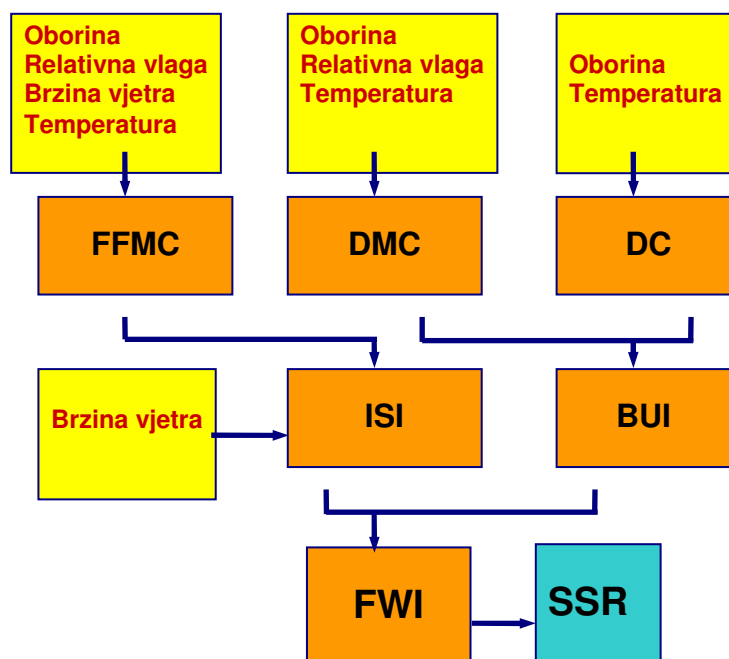 Oborina
Relativna vlaga
Brzina vjetra
Temperatura
Oborina
Relativna vlaga
Temperatura
Oborina
Temperatura
FFMC
DMC
DC
Brzina vjetra
ISI
BUI
FWI
SSR